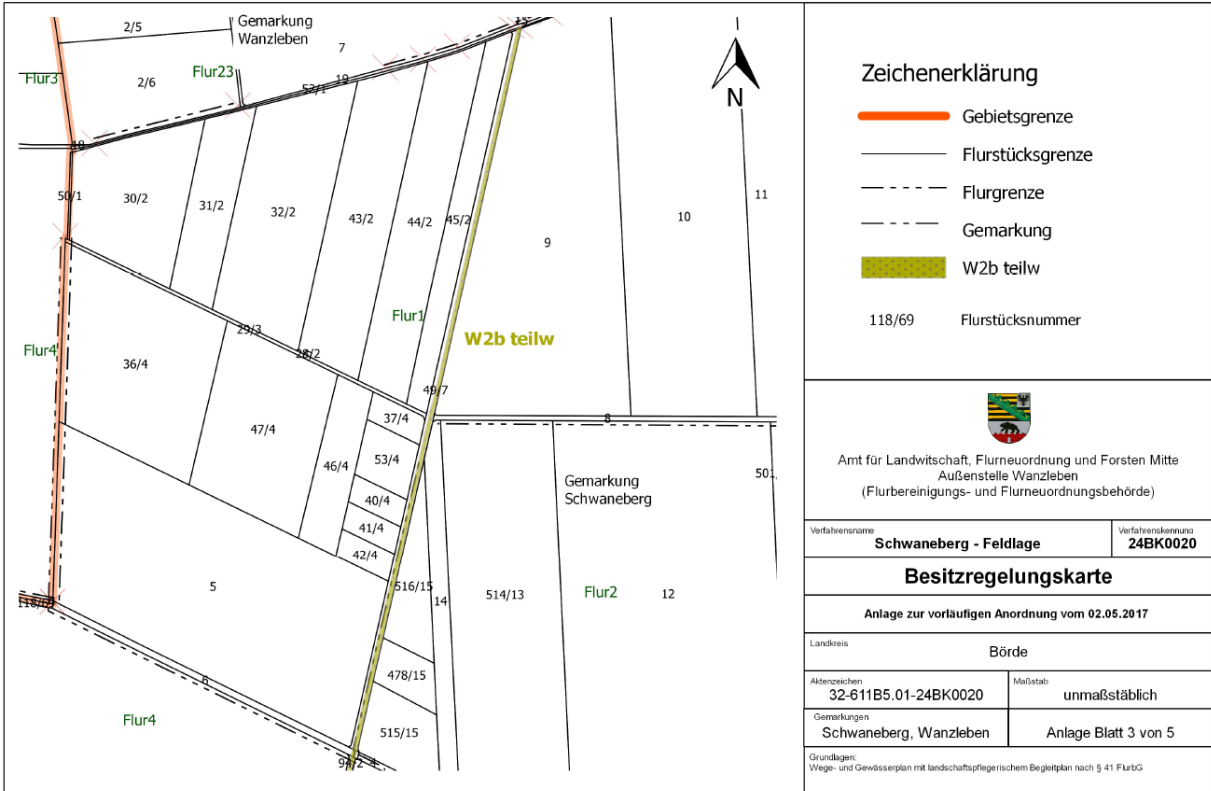 2/5
Gemarkung
Wanzleben
15
7
Flur3
Flur23
2/6
19
52/1
N
18
50/1
30/2
31/2
32/2
43/2
44/2
45/2
9
10
11
29/3
28/2
Flur1
W2b teilw
Flur4
36/4
49/7
47/4
46/4
37/4
8
53/4
40/4
41/4
42/4
Gemarkung
Schwaneberg
501
5
516/15
14
514/13
Flur2
12
118/69
6
478/15
Flur4
515/15
94/2
4
Zeichenerklärung
Gebietsgrenze
Flurstücksgrenze
Flurgrenze
Gemarkung
W2b teilw
118/69 Flurstücksnummer
Amt für Landwitschaft, Flurneuordnung und Forsten Mitte
Außenstelle Wanzleben
(Flurbereinigungs- und Flurneuordnungsbehörde)
Verfahrensname
Schwaneberg - Feldlage
Verfahrenskennung
24BK0020
Besitzregelungskarte
Anlage zur vorläufigen Anordnung vom 02.05.2017
Landkreis
Börde
Aktenzeichen
32-611B5.01-24BK0020
Maßstab
unmaßstäblich
Gemarkungen
Schwaneberg, Wanzleben
Anlage Blatt 3 von 5
Grundlagen:
Wege- und Gewässerplan mit landschaftspflegerischem Begleitplan nach § 41 FlurbG